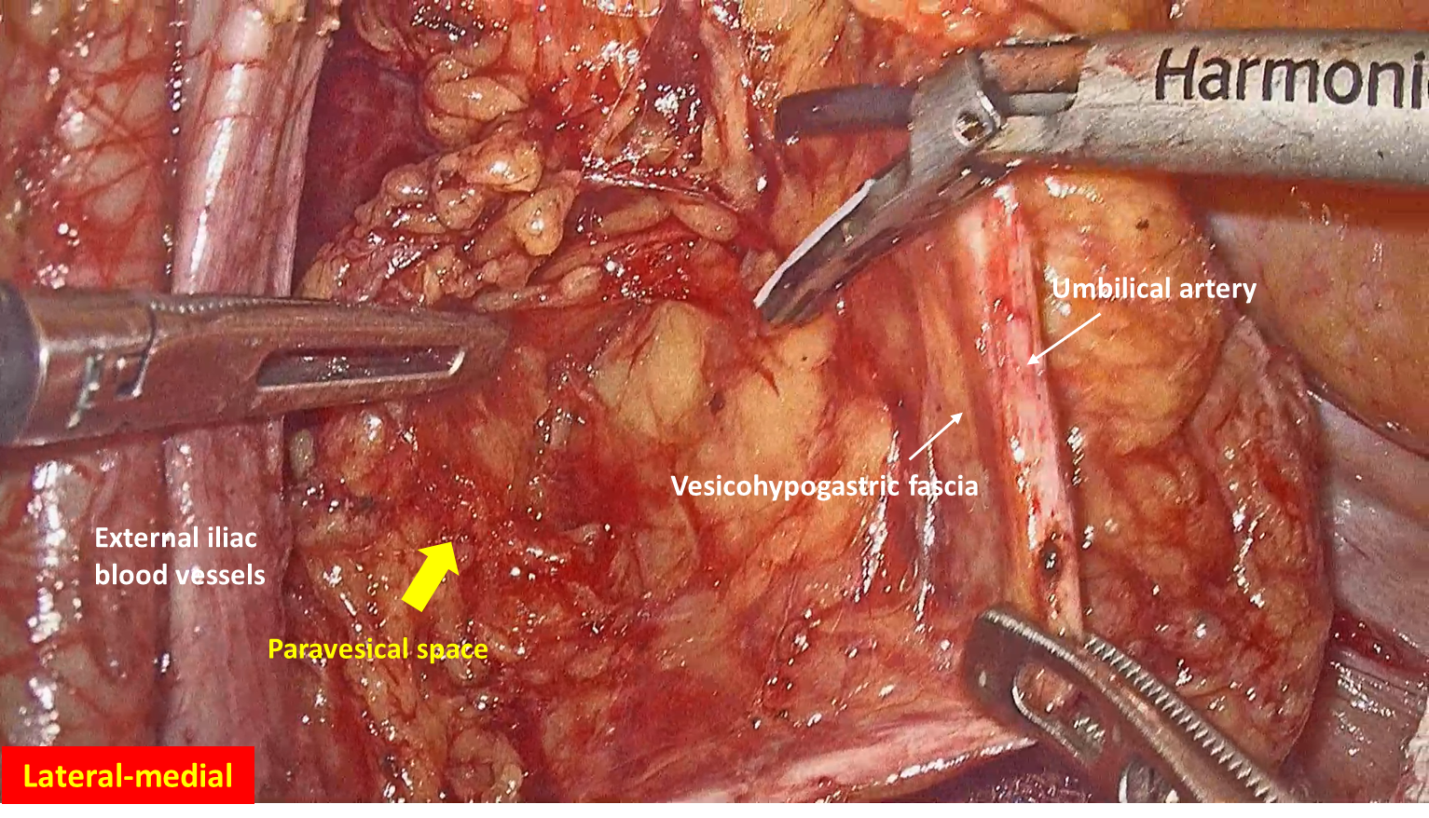 Harmoni
Umbilical artery
Vesicohypogastric fascia
External iliac
blood vessels
Paravesical space
Lateral-medial